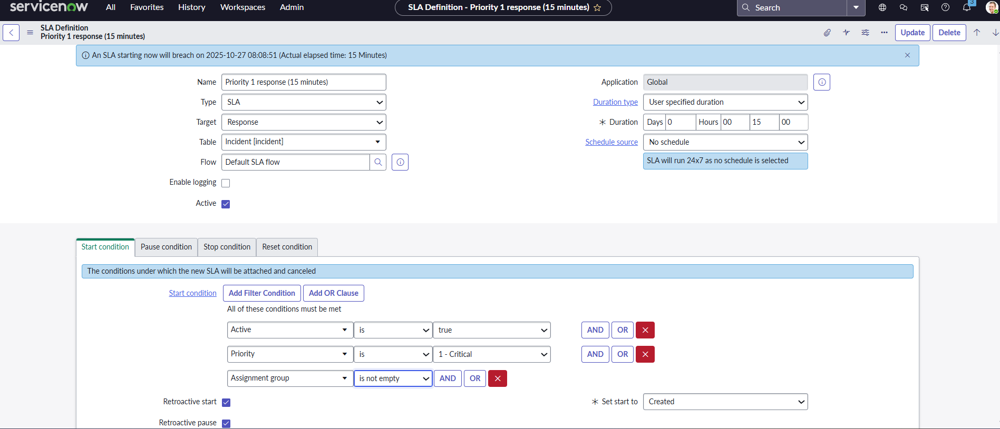 servicenow All Favorites History Workspaces Admin SLA Definition - Priority 1 response (15 minutes) Search 3
SLA Definition
Priority 1 response (15 minutes)
Update Delete
An SLA starting now will breach on 2025-10-27 08:08:51 (Actual elapsed time: 15 Minutes)
Name Priority 1 response (15 minutes) Application Global
Type SLA Duration type User specified duration
Target Response Duration Days 0 Hours 00 15 00
Table Incident [incident] Schedule source No schedule
Flow Default SLA flow SLA will run 24x7 as no schedule is selected
Enable logging
Active
Start condition Pause condition Stop condition Reset condition
The conditions under which the new SLA will be attached and canceled
Start condition Add Filter Condition Add OR Clause
All of these conditions must be met
Active is true AND OR
Priority is 1 - Critical AND OR
Assignment group is not empty AND OR
Retroactive start Set start to Created
Retroactive pause